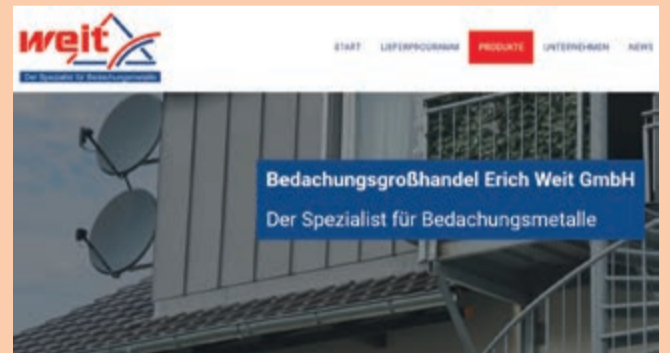 weit
Der Spezialist für Bedachungsmetalle
START LIEFERPROGRAMM PRODUKTE UNTERNEHMEN NEWS
Bedachungsgroßhandel Erich Weit GmbH
Der Spezialist für Bedachungsmetalle